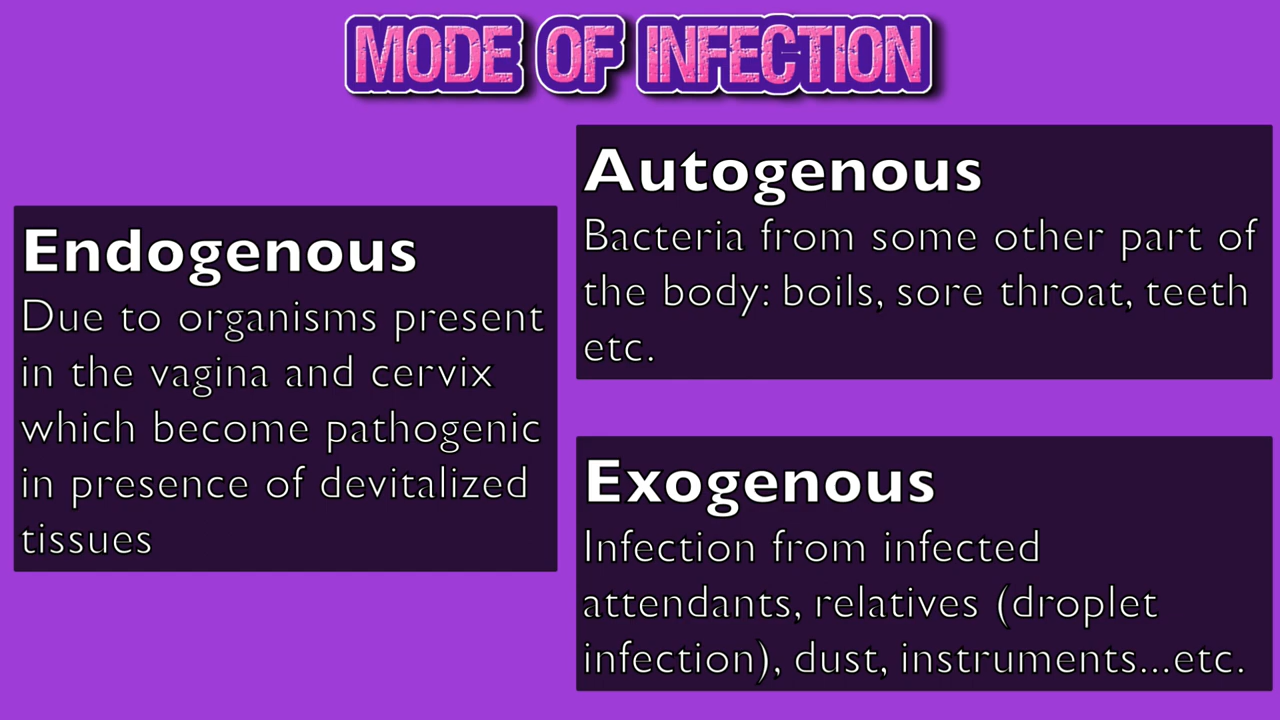 MODE OF INFECTION
Endogenous
Due to organisms present
in the vagina and cervix
which become pathogenic
in presence of devitalized
tissues
Autogenous
Bacteria from some other part of
the body: boils, sore throat, teeth
etc.
Exogenous
Infection from infected
attendants, relatives (droplet
infection), dust, instruments...etc.